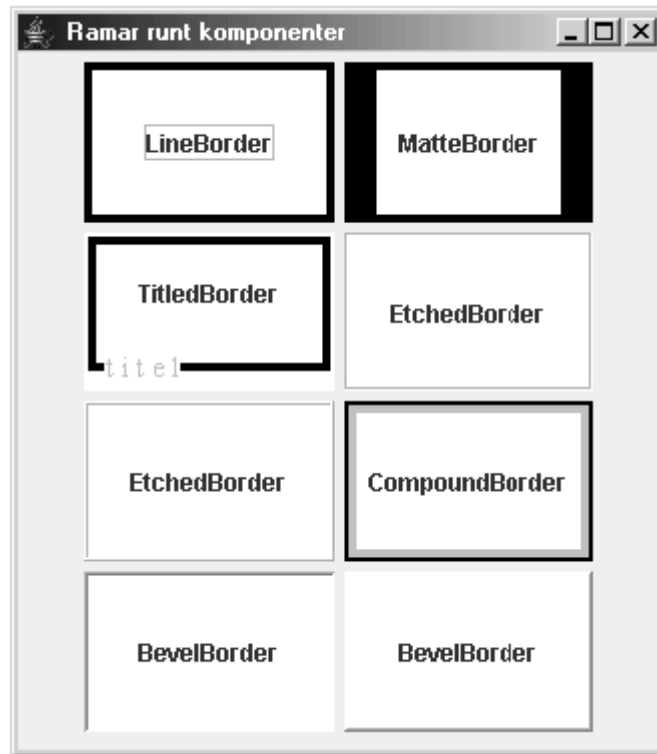 Ramar runt komponenter
LineBorder
MatteBorder
TitledBorder
titel
EtchedBorder
EtchedBorder
CompoundBorder
BevelBorder
BevelBorder